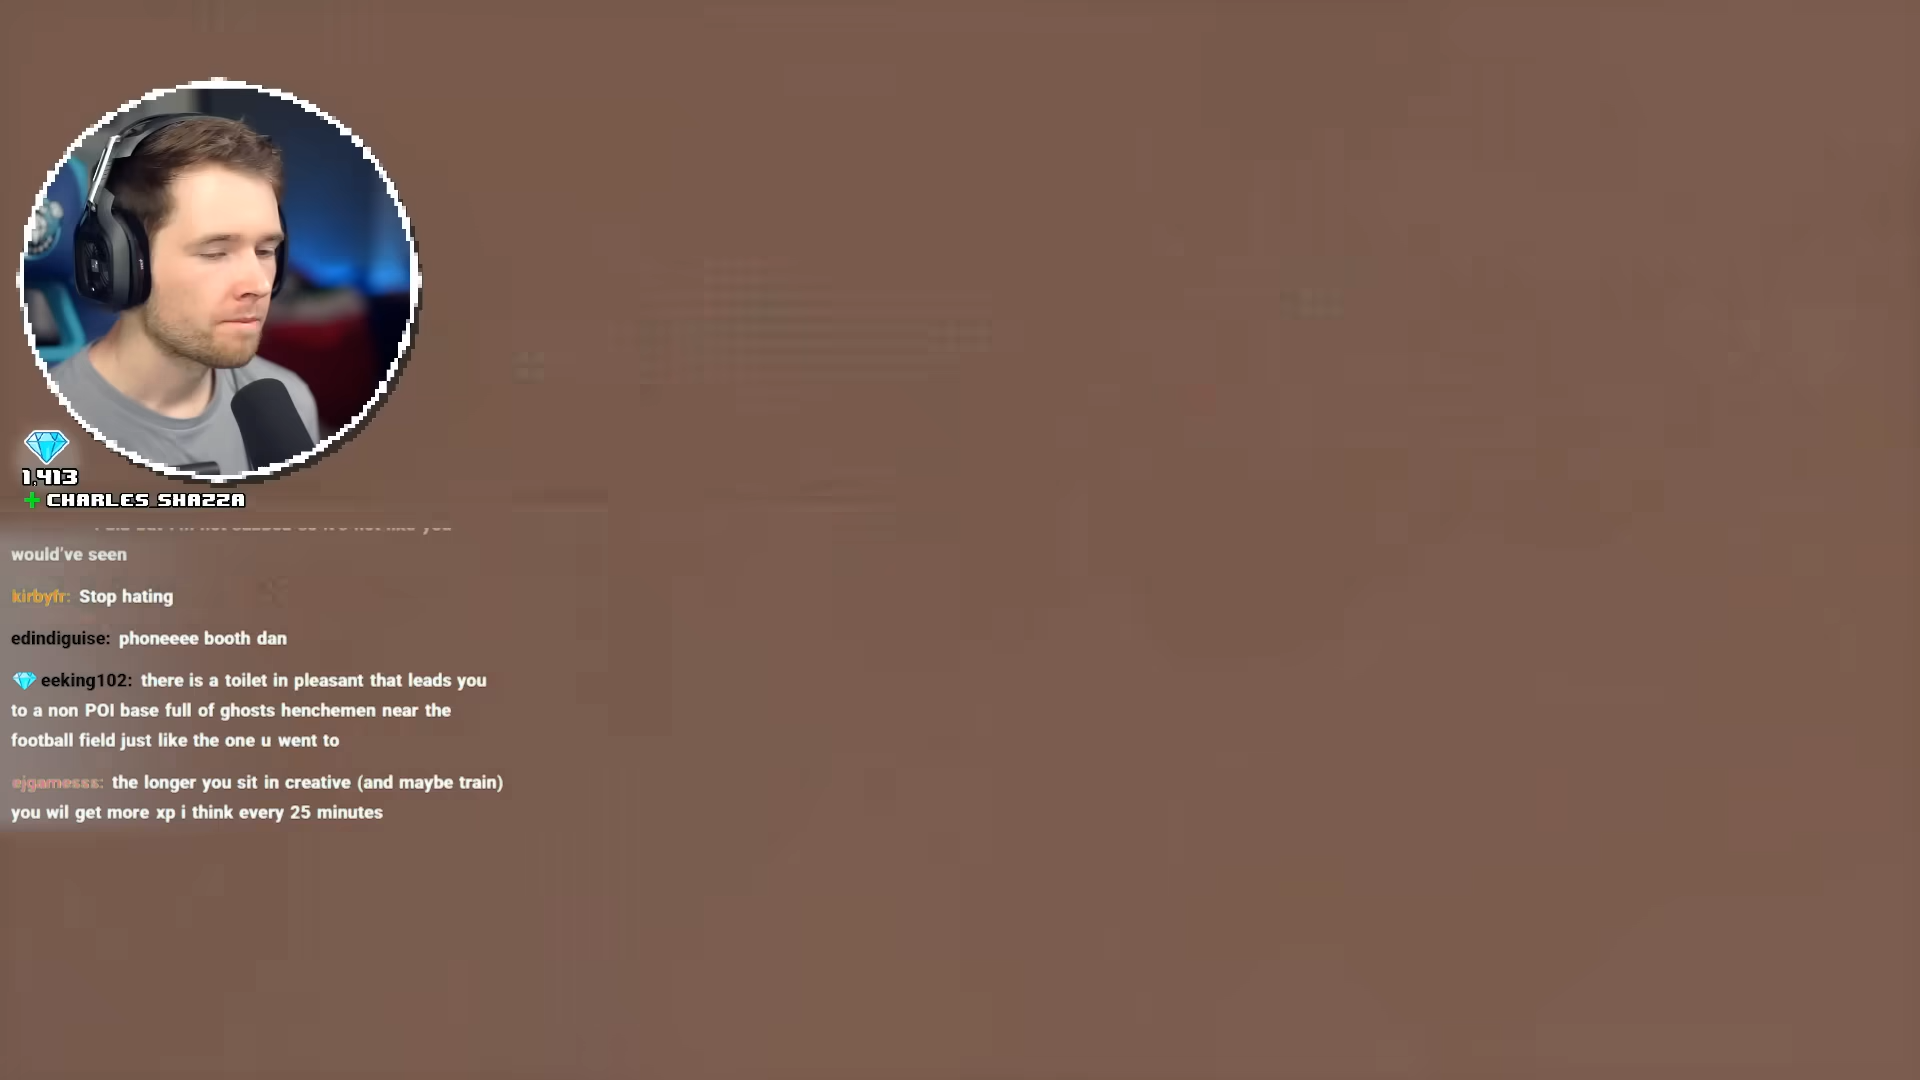 1,413
+ CHARLES_SHAZZA
would've seen
kirbyfr: Stop hating
edindiguise: phoneeee booth dan
eeking102: there is a toilet in pleasant that leads you
to a non POI base full of ghosts henchemen near the
football field just like the one u went to
ejgamesss: the longer you sit in creative (and maybe train)
you wil get more xp i think every 25 minutes